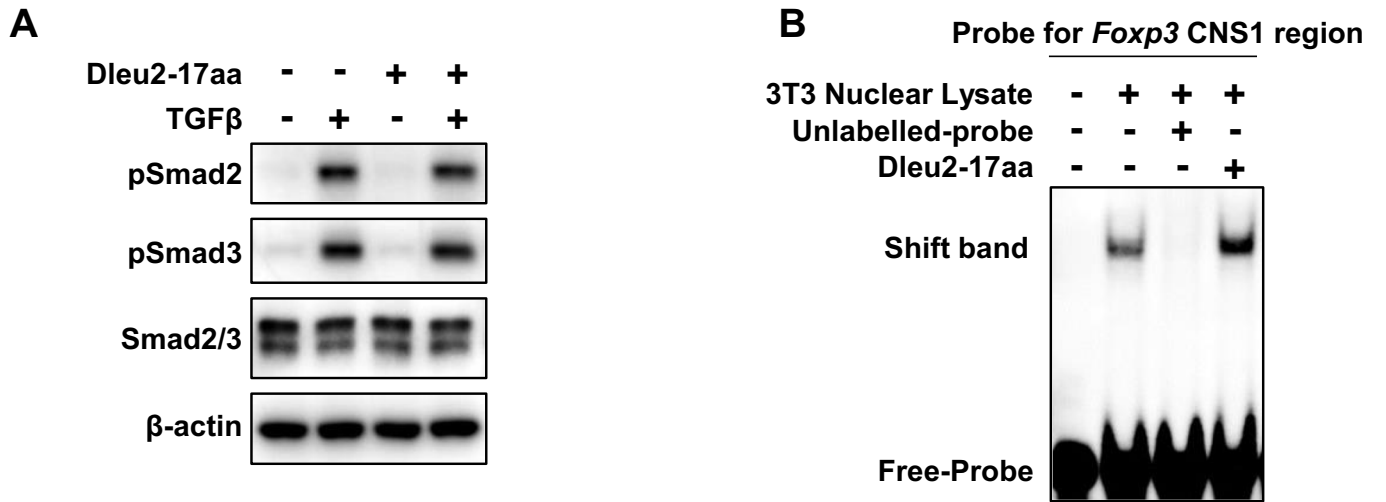 A
Dleu2-17aa - - + +
TGFβ - + - +
pSmad2
pSmad3
Smad2/3
β-actin
B
Probe for Foxp3 CNS1 region
3T3 Nuclear Lysate - + + +
Unlabelled-probe - - + -
Dleu2-17aa - - - +
Shift band
Free-Probe